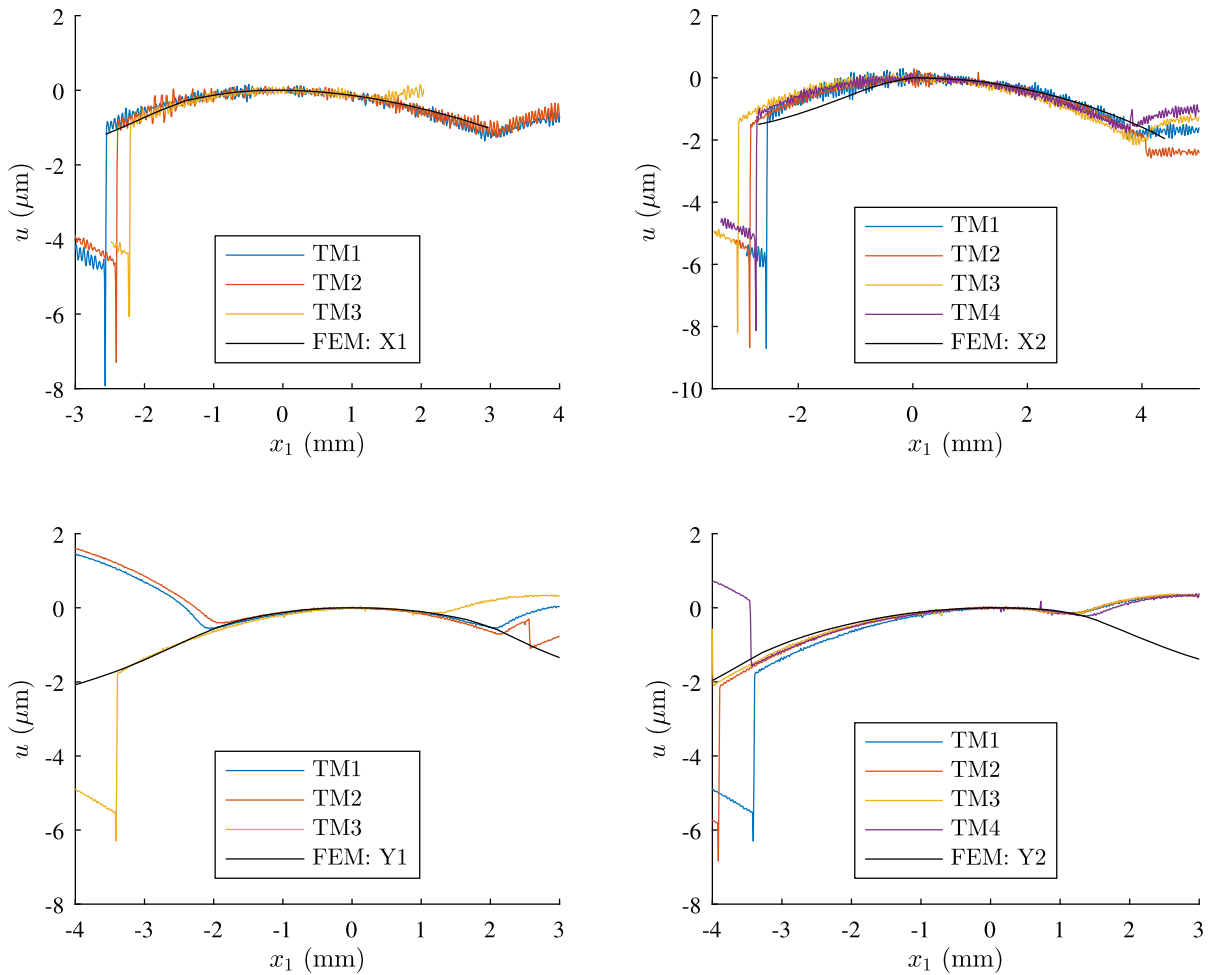 2
0
-2
-4
-6
-8
-3 -2 -1 0 1 2 3 4
u (μm)
x₁ (mm)
TM1
TM2
TM3
FEM: X1
2
0
-2
-4
-6
-8
-10
-2 0 2 4
u (μm)
x₁ (mm)
TM1
TM2
TM3
TM4
FEM: X2
2
0
-2
-4
-6
-8
-4 -3 -2 -1 0 1 2 3
u (μm)
x₁ (mm)
TM1
TM2
TM3
FEM: Y1
2
0
-2
-4
-6
-8
-4 -3 -2 -1 0 1 2 3
u (μm)
x₁ (mm)
TM1
TM2
TM3
TM4
FEM: Y2